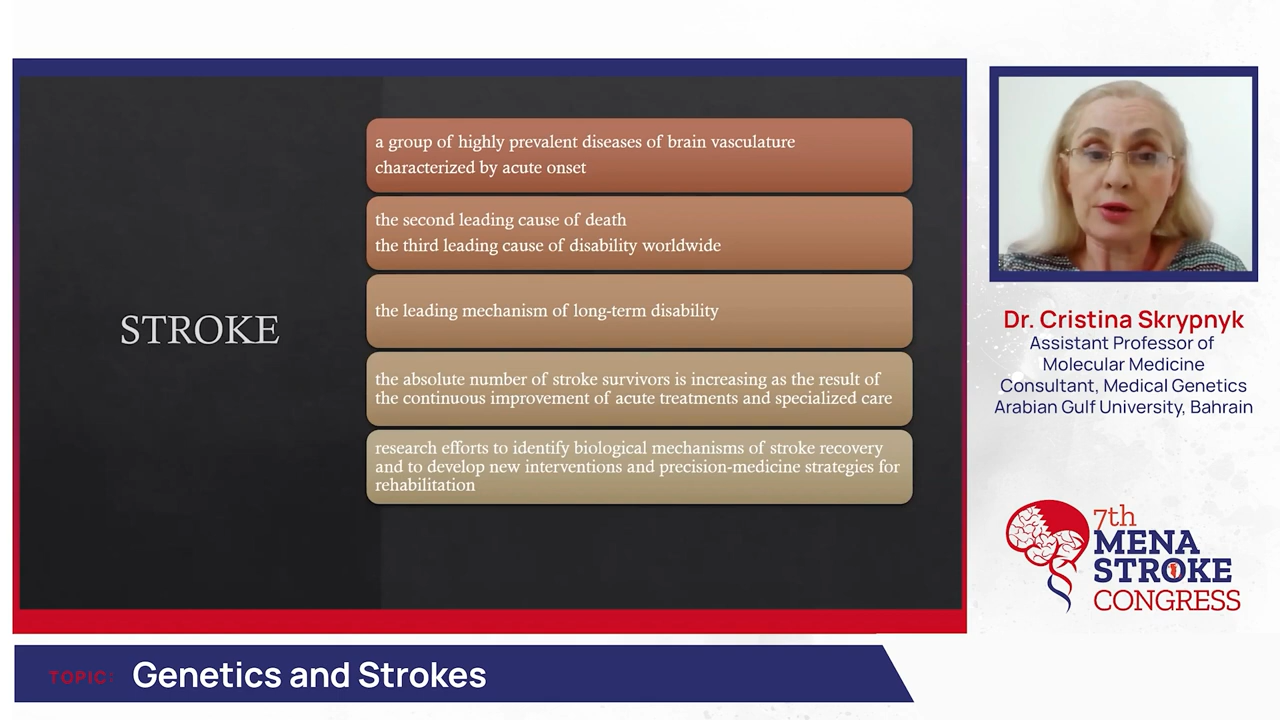 STROKE
a group of highly prevalent diseases of brain vasculature
characterized by acute onset
the second leading cause of death
the third leading cause of disability worldwide
the leading mechanism of long-term disability
the absolute number of stroke survivors is increasing as the result of
the continuous improvement of acute treatments and specialized care
research efforts to identify biological mechanisms of stroke recovery
and to develop new interventions and precision-medicine strategies for
rehabilitation
Dr. Cristina Skrypnyk
Assistant Professor of
Molecular Medicine
Consultant, Medical Genetics
Arabian Gulf University, Bahrain
7th
MENA
STROKE
CONGRESS
TOPIC: Genetics and Strokes